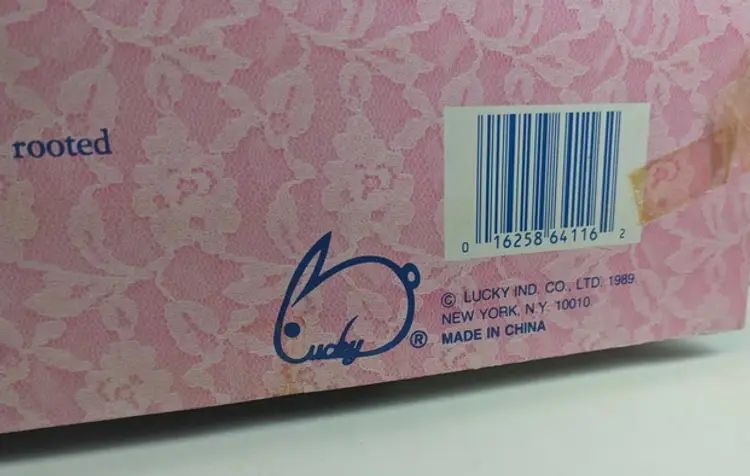 rooted
0 16258 64116 2
Lucky ®
© LUCKY IND. CO., LTD. 1989.
NEW YORK, N.Y. 10010.
MADE IN CHINA